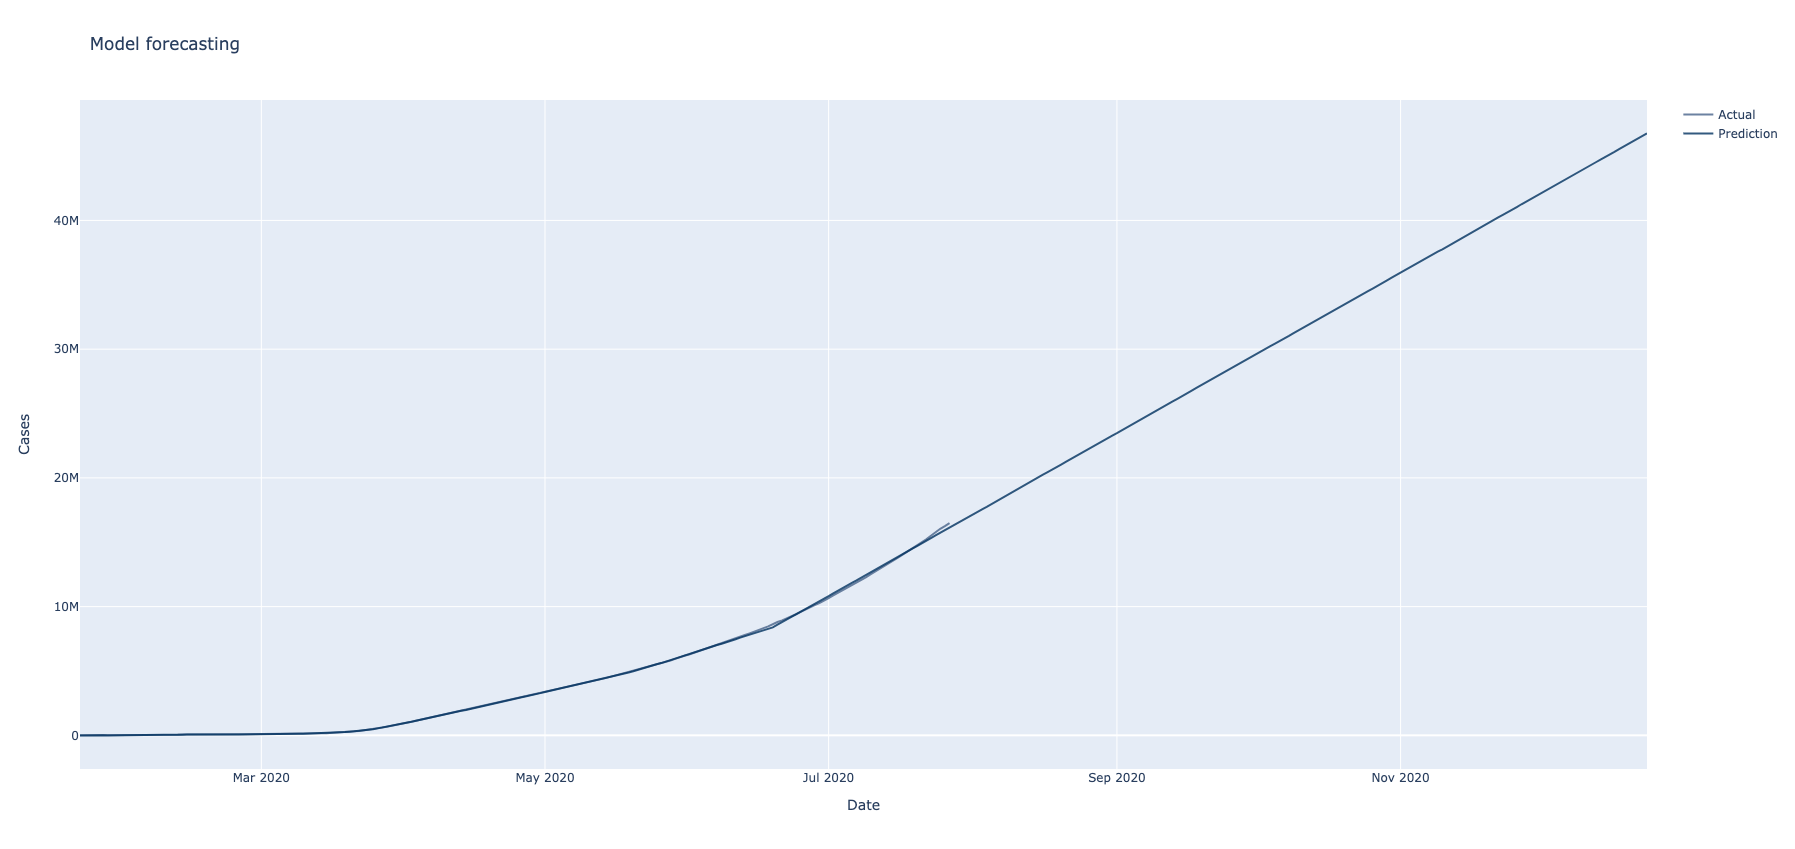 Model forecasting
Actual
Prediction
Cases
40M
30M
20M
10M
0
Mar 2020
May 2020
Jul 2020
Sep 2020
Nov 2020
Date